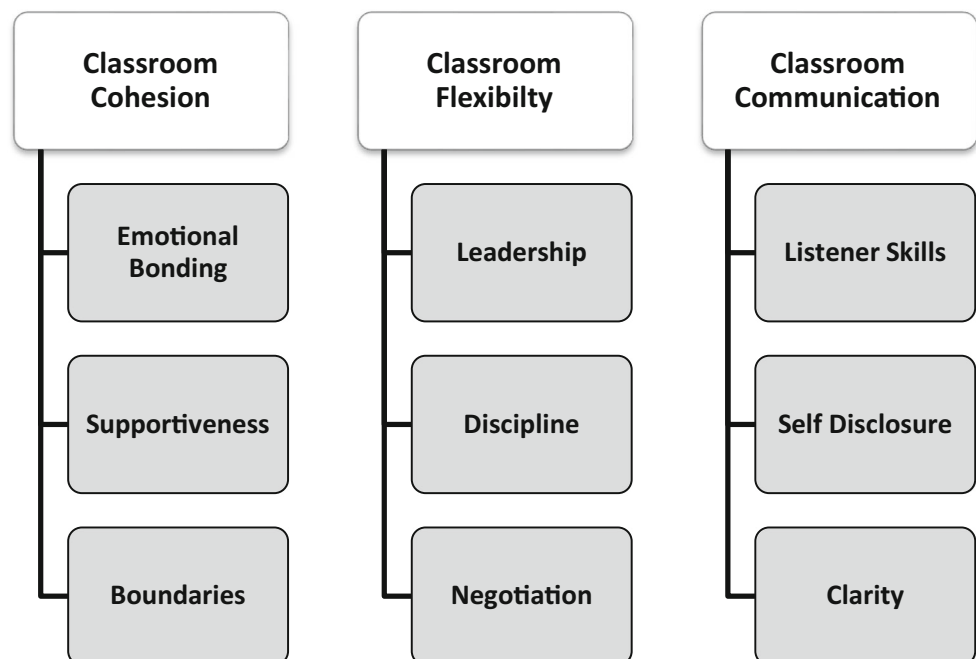 Classroom
Cohesion
Emotional
Bonding
Supportiveness
Boundaries
Classroom
Flexibilty
Leadership
Discipline
Negotiation
Classroom
Communication
Listener Skills
Self Disclosure
Clarity